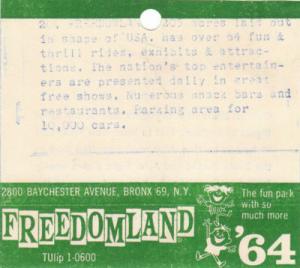 FREEDOMLAND 205 acres laid out
in shape of USA. has over 64 fun &
thrill rides, exhibits & attrac-
tions. The nation's top entertain-
ers are presented daily in great
free shows. Numerous snack bars and
restaurants. Parking area for
10,000 cars.
2800 BAYCHESTER AVENUE, BRONX 69, N.Y.
FREEDOMLAND
TUlip 1-0600
The fun park
with so
much more
'64